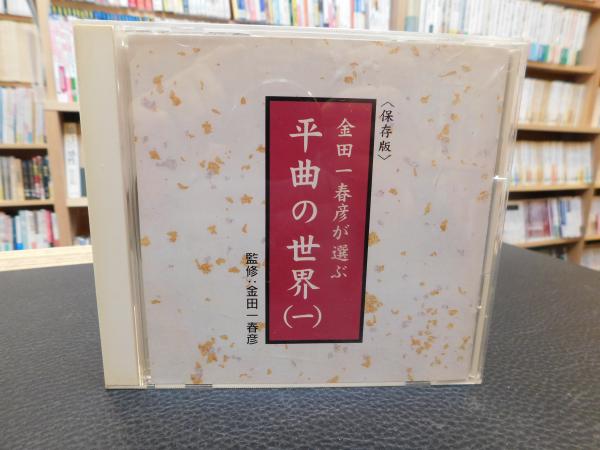 〈保存版〉
金田一春彦が選ぶ
平曲の世界(一)
監修:金田一春彦